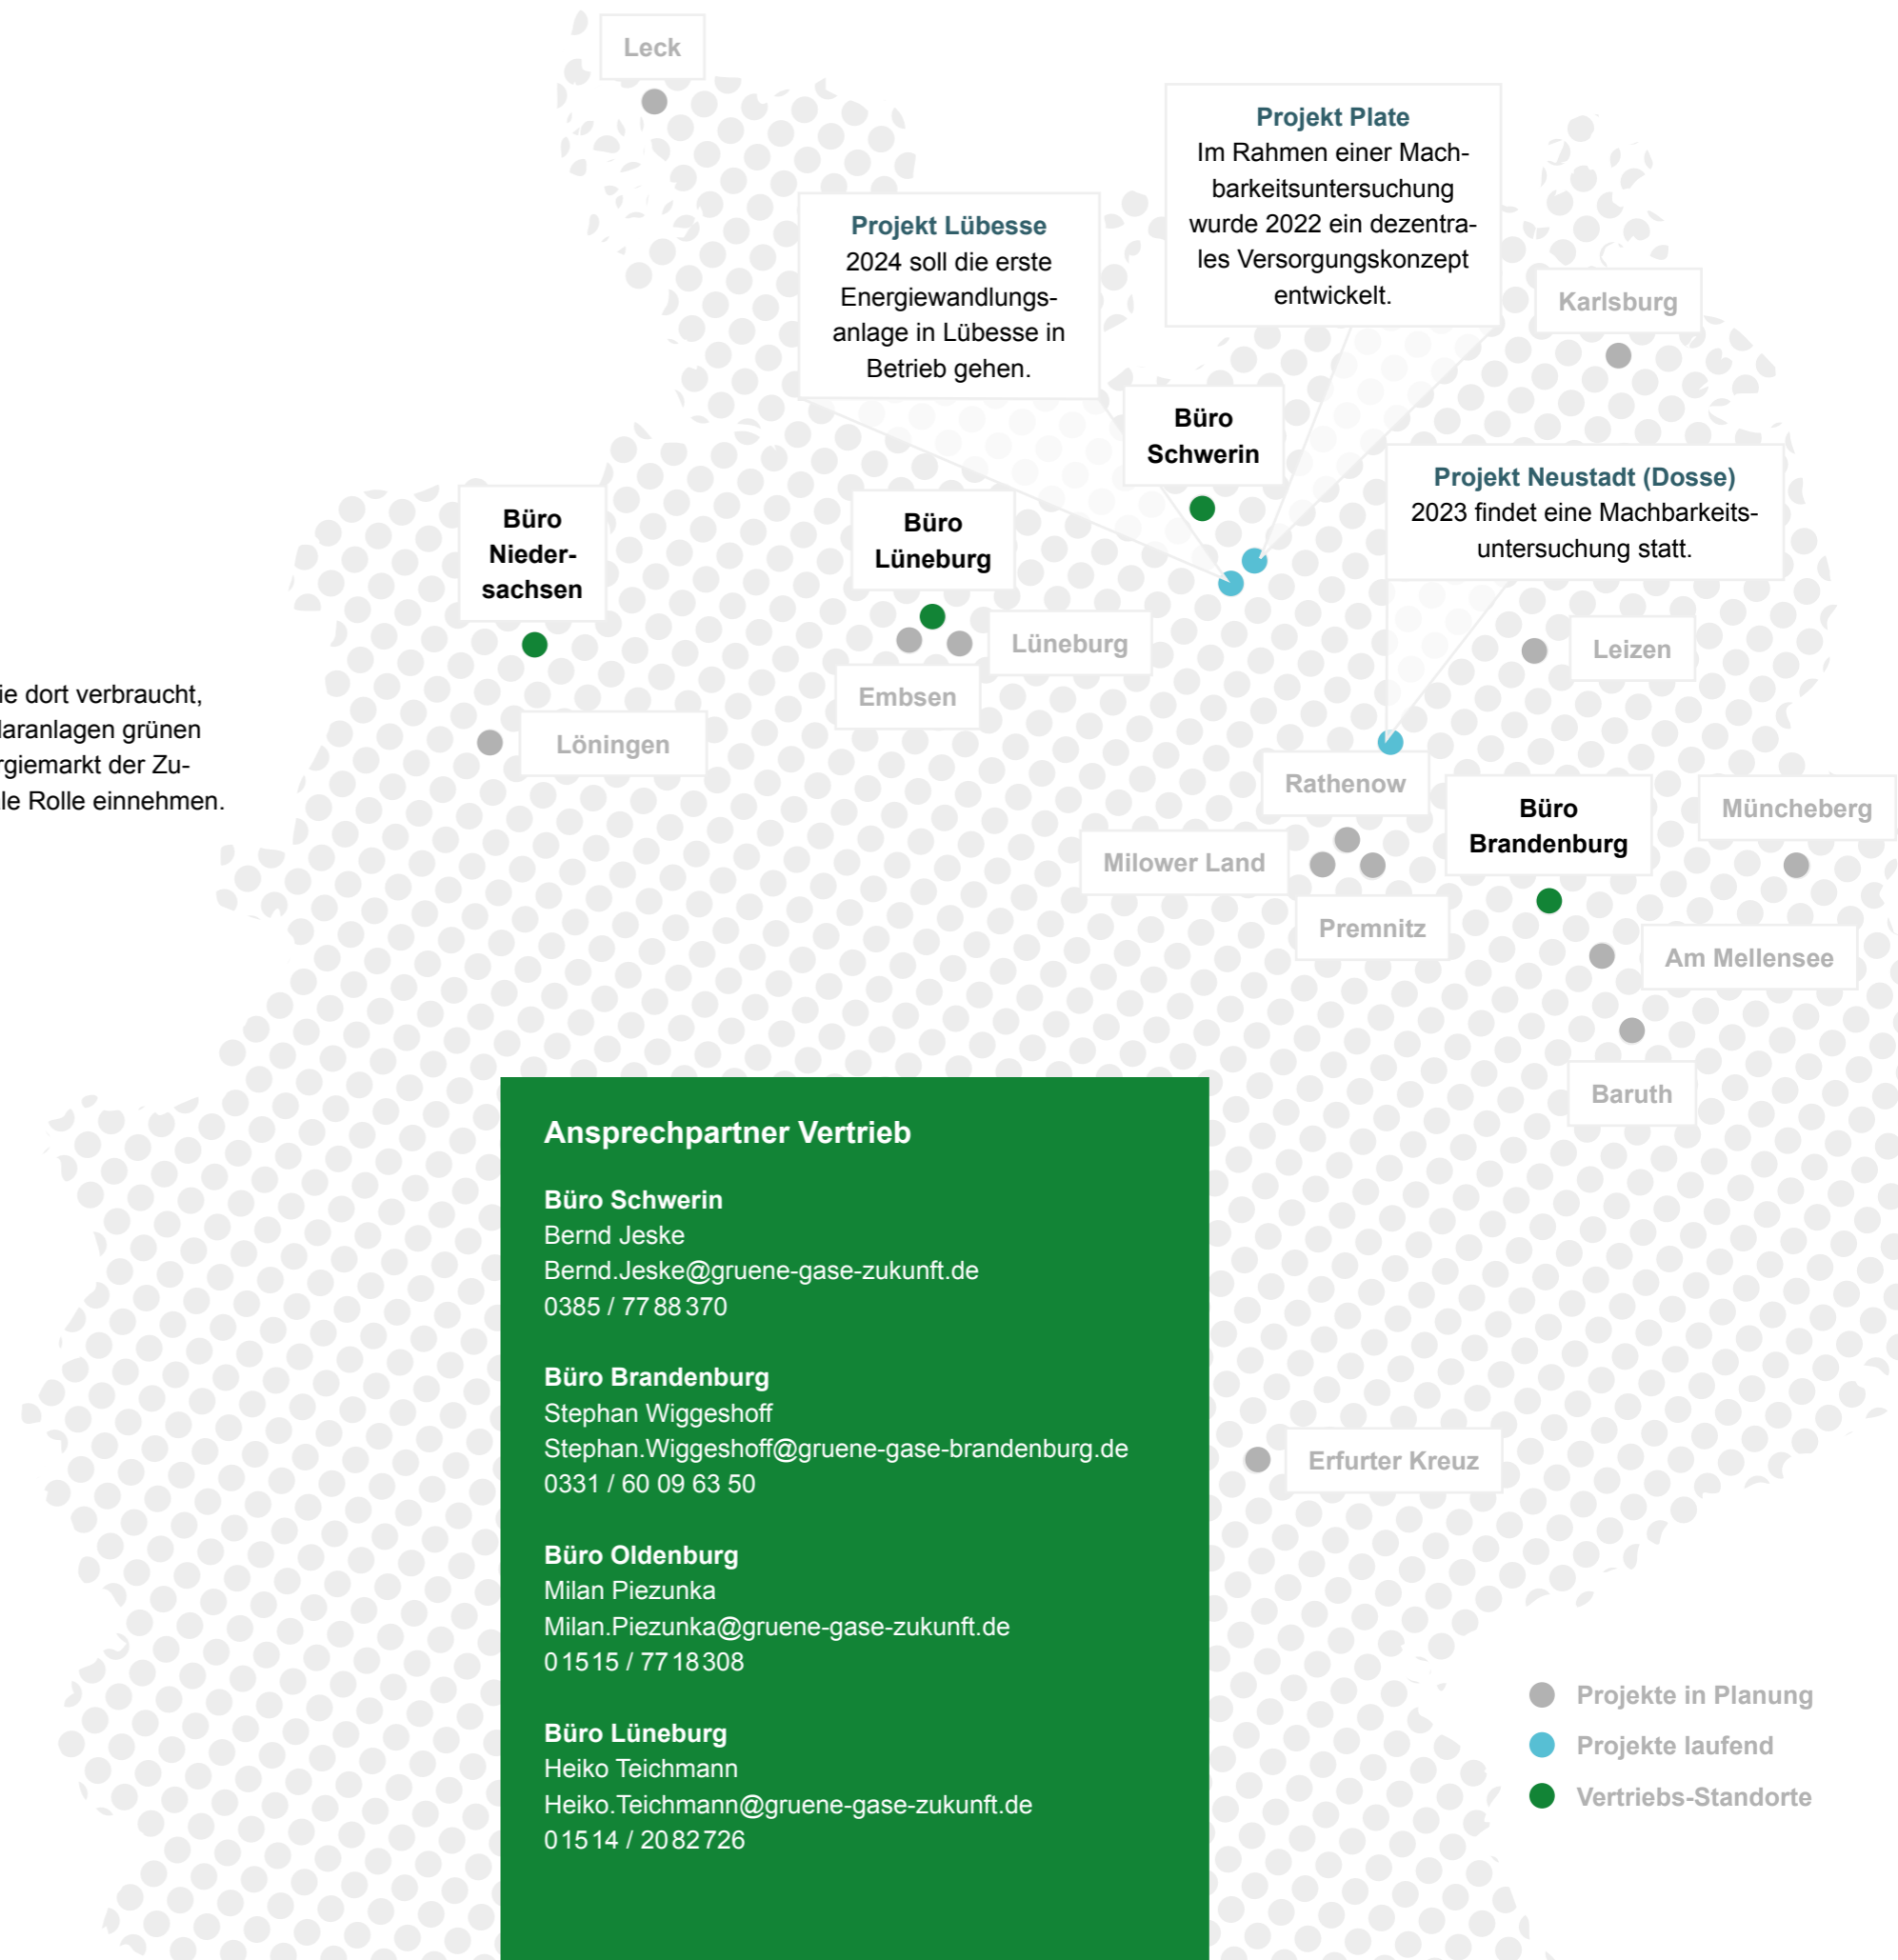 Leck
Projekt Plate
Im Rahmen einer Mach-
barkeitsuntersuchung
wurde 2022 ein dezentra-
les Versorgungskonzept
entwickelt.
Projekt Lübesse
2024 soll die erste
Energiewandlungs-
anlage in Lübesse in
Betrieb gehen.
Karlsburg
Büro
Schwerin
Projekt Neustadt (Dosse)
2023 findet eine Machbarkeits-
untersuchung statt.
Büro
Nieder-
sachsen
Büro
Lüneburg
Lüneburg
Leizen
Embsen
ie dort verbraucht,
laranlagen grünen
rgiemarkt der Zu-
le Rolle einnehmen.
Löningen
Rathenow
Büro
Brandenburg
Müncheberg
Milower Land
Premnitz
Am Mellensee
Baruth
Ansprechpartner Vertrieb
Büro Schwerin
Bernd Jeske
Bernd.Jeske@gruene-gase-zukunft.de
0385 / 77 88 370
Büro Brandenburg
Stephan Wiggeshoff
Stephan.Wiggeshoff@gruene-gase-brandenburg.de
0331 / 60 09 63 50
Büro Oldenburg
Milan Piezunka
Milan.Piezunka@gruene-gase-zukunft.de
01515 / 77 18 308
Büro Lüneburg
Heiko Teichmann
Heiko.Teichmann@gruene-gase-zukunft.de
01514 / 20 82 726
Erfurter Kreuz
Projekte in Planung
Projekte laufend
Vertriebs-Standorte